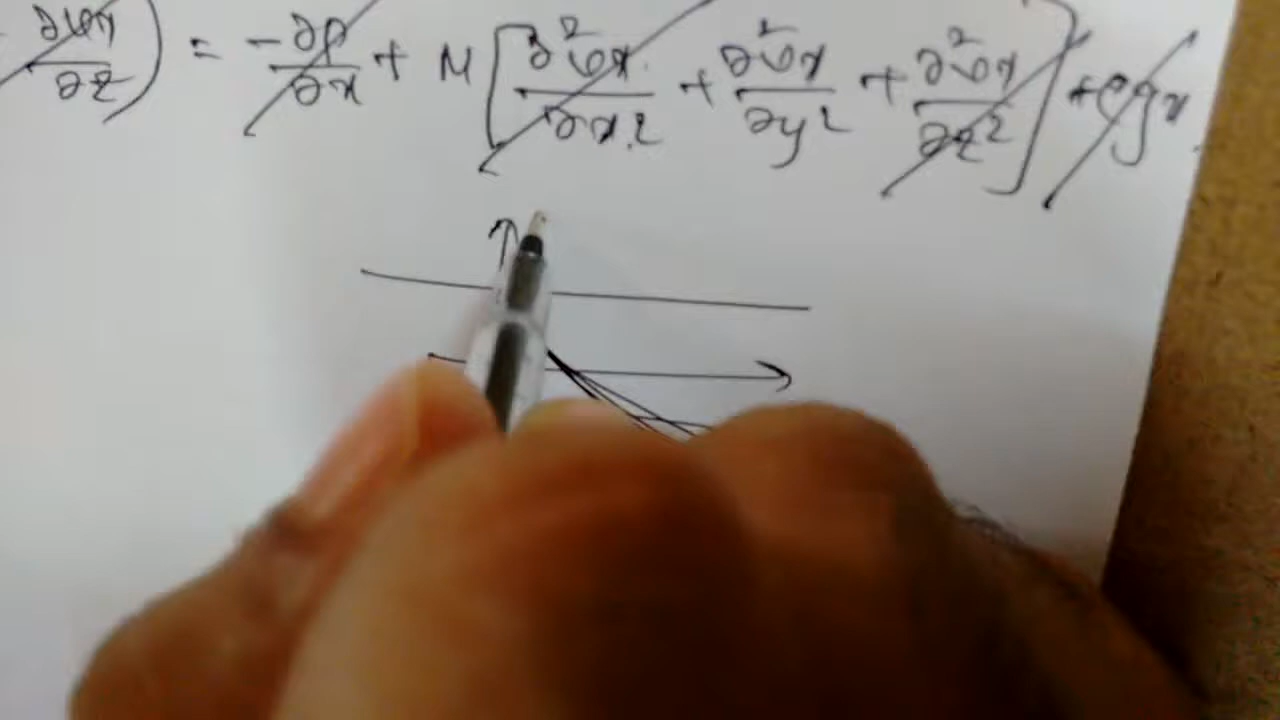 ∂vx/∂z) = -∂p/∂x + M[∂²vx/∂x² + ∂²vx/∂y² + ∂²vx/∂z²] + ρgx